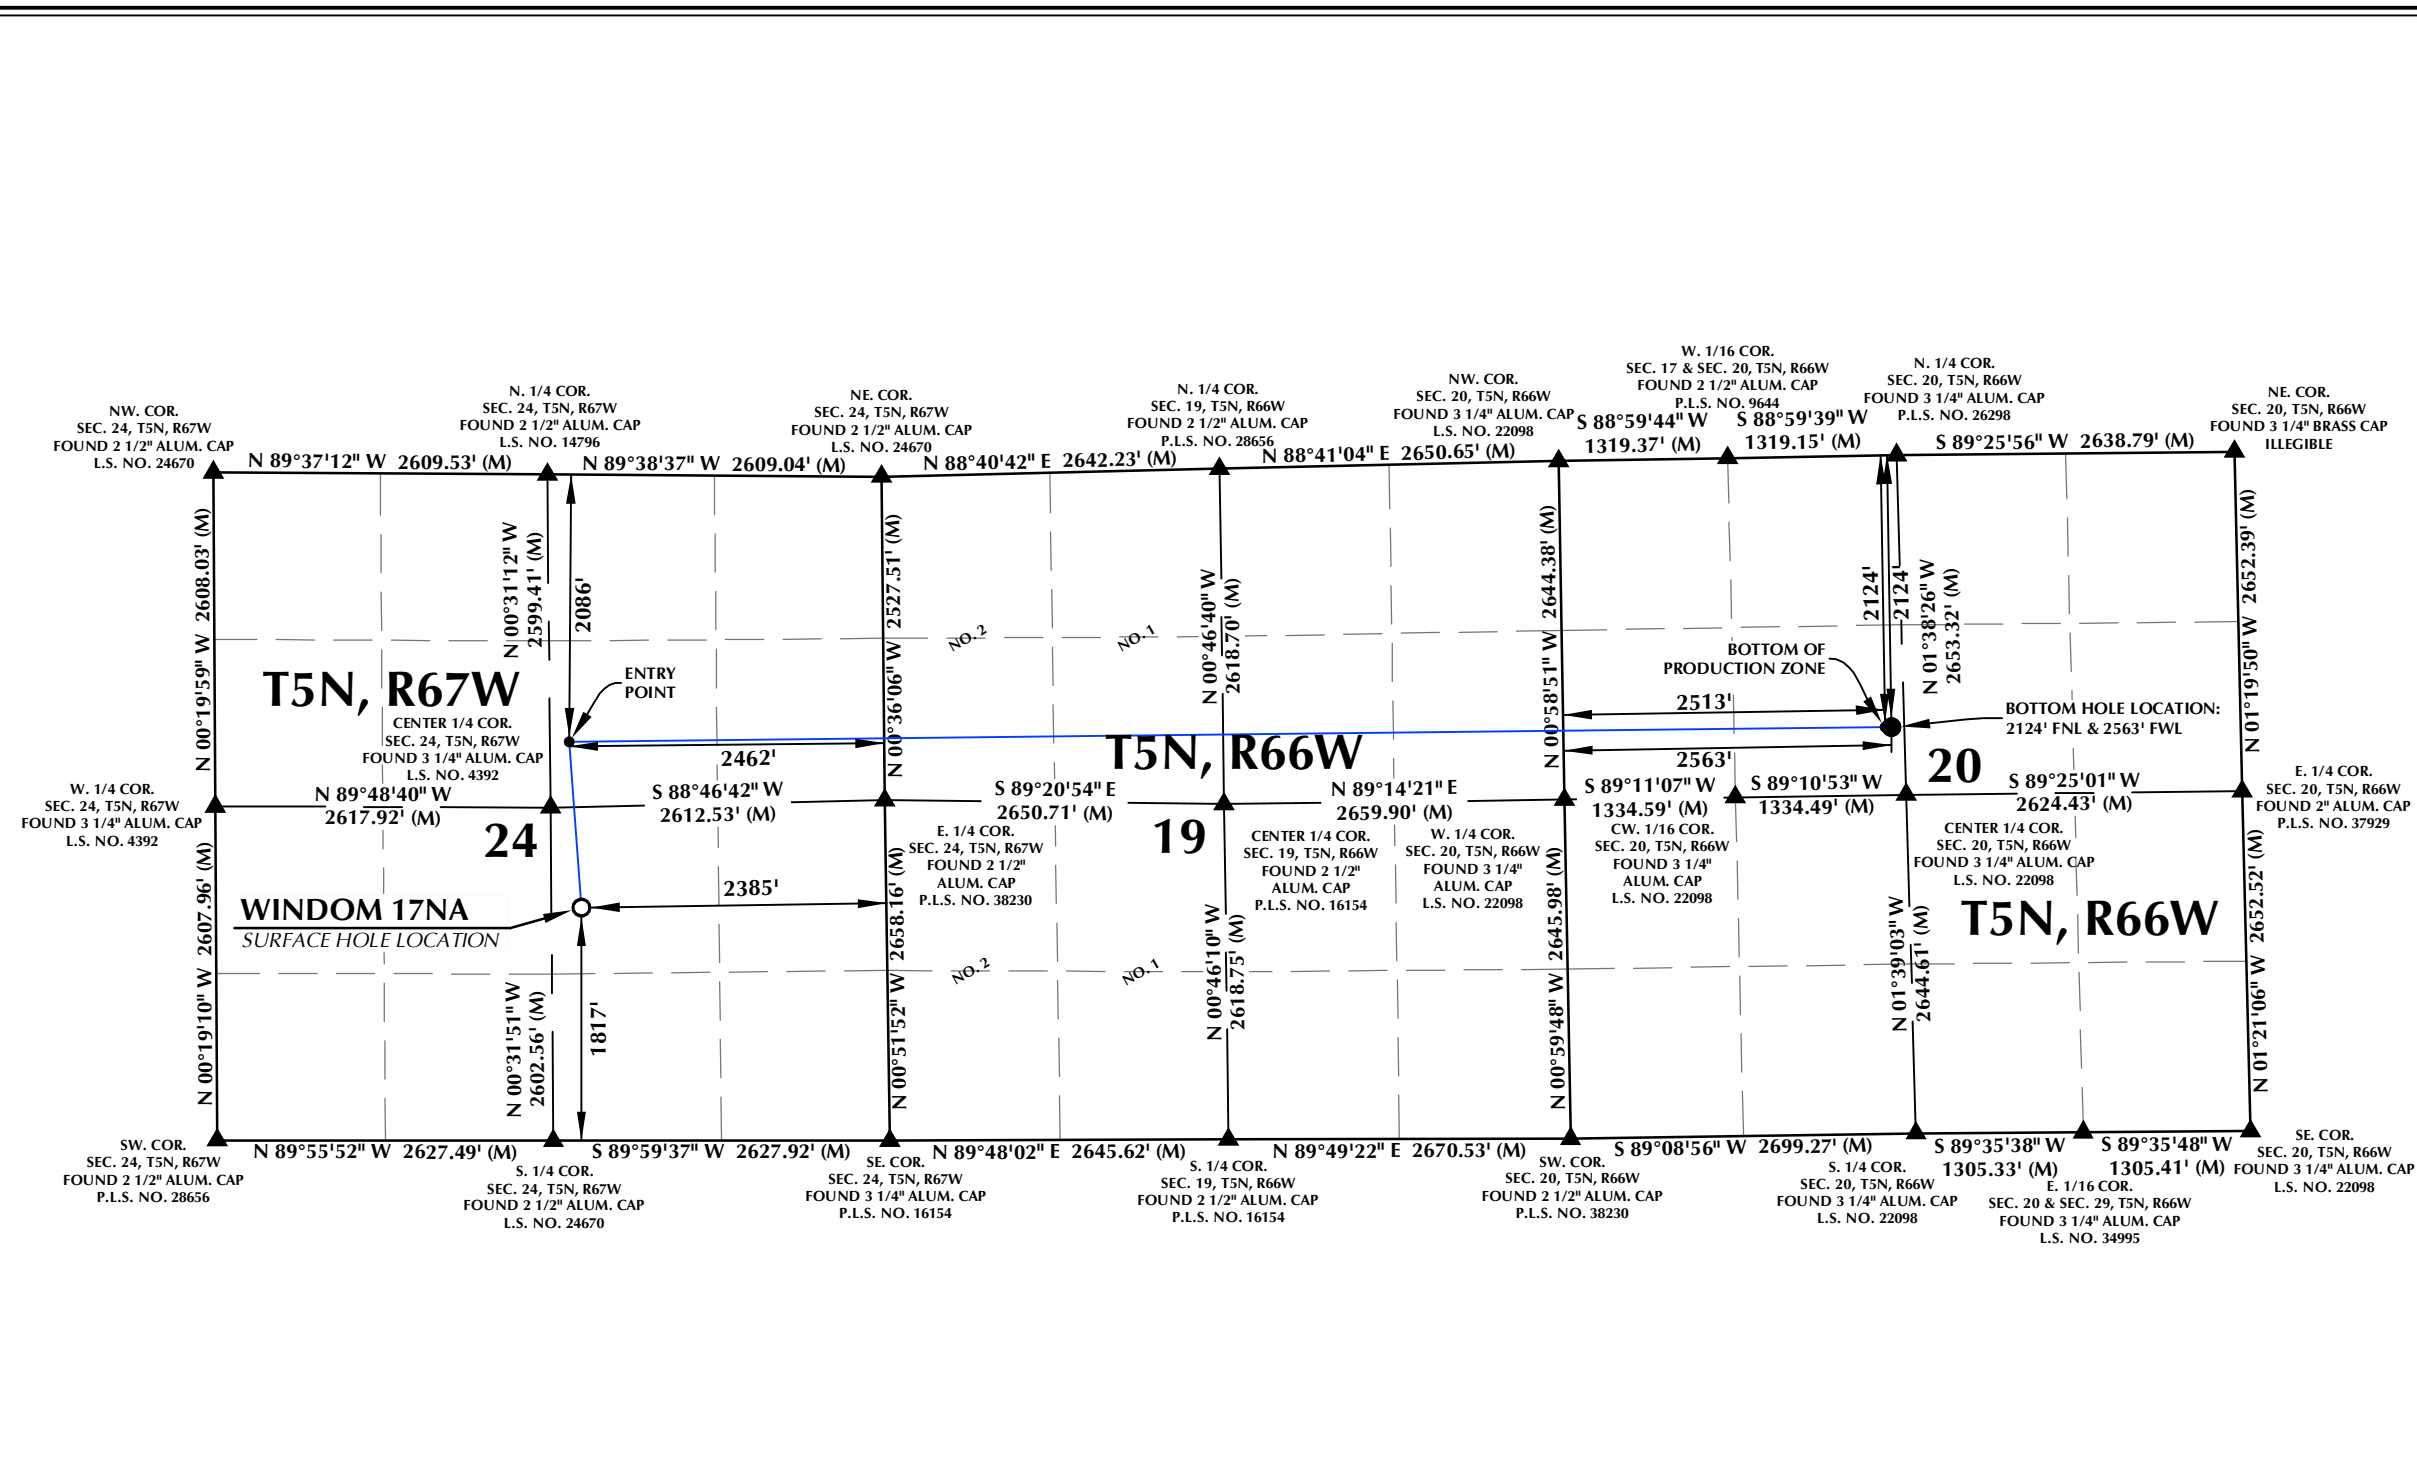 W. 1/16 COR.
SEC. 17 & SEC. 20, T5N, R66W
FOUND 2 1/2" ALUM. CAP
P.L.S. NO. 9644
N. 1/4 COR.
SEC. 20, T5N, R66W
FOUND 3 1/4" ALUM. CAP
P.L.S. NO. 26298
NW. COR.
SEC. 20, T5N, R66W
FOUND 3 1/4" ALUM. CAP
L.S. NO. 22098
NE. COR.
SEC. 20, T5N, R66W
FOUND 3 1/4" BRASS CAP
ILLEGIBLE
N. 1/4 COR.
SEC. 19, T5N, R66W
FOUND 2 1/2" ALUM. CAP
P.L.S. NO. 28656
NE. COR.
SEC. 24, T5N, R67W
FOUND 2 1/2" ALUM. CAP
L.S. NO. 24670
N. 1/4 COR.
SEC. 24, T5N, R67W
FOUND 2 1/2" ALUM. CAP
L.S. NO. 14796
NW. COR.
SEC. 24, T5N, R67W
FOUND 2 1/2" ALUM. CAP
L.S. NO. 24670
N 89°37'12" W 2609.53' (M)
N 89°38'37" W 2609.04' (M)
N 88°40'42" E 2642.23' (M)
N 88°41'04" E 2650.65' (M)
S 88°59'44" W
1319.37' (M)
S 88°59'39" W
1319.15' (M)
S 89°25'56" W 2638.79' (M)
N 00°19'59" W 2608.03' (M)
N 00°31'12" W
2599.41' (M)
2086'
N 00°36'06" W 2527.51' (M)
N 00°46'40" W
2618.70' (M)
N 00°58'51" W 2644.38' (M)
2124'
2124'
N 01°38'26" W
2653.32' (M)
N 01°19'50" W 2652.39' (M)
NO. 2
NO. 1
T5N, R67W
ENTRY
POINT
BOTTOM OF
PRODUCTION ZONE
2513'
BOTTOM HOLE LOCATION:
2124' FNL & 2563' FWL
CENTER 1/4 COR.
SEC. 24, T5N, R67W
FOUND 3 1/4" ALUM. CAP
L.S. NO. 4392
2462'
T5N, R66W
2563'
20
W. 1/4 COR.
SEC. 24, T5N, R67W
FOUND 3 1/4" ALUM. CAP
L.S. NO. 4392
N 89°48'40" W
2617.92' (M)
S 88°46'42" W
2612.53' (M)
S 89°20'54" E
2650.71' (M)
N 89°14'21" E
2659.90' (M)
S 89°11'07" W
1334.59' (M)
S 89°10'53" W
1334.49' (M)
S 89°25'01" W
2624.43' (M)
E. 1/4 COR.
SEC. 20, T5N, R66W
FOUND 2" ALUM. CAP
P.L.S. NO. 37929
24
19
E. 1/4 COR.
SEC. 24, T5N, R67W
FOUND 2 1/2"
ALUM. CAP
P.L.S. NO. 38230
CENTER 1/4 COR.
SEC. 19, T5N, R66W
FOUND 2 1/2"
ALUM. CAP
P.L.S. NO. 16154
W. 1/4 COR.
SEC. 20, T5N, R66W
FOUND 3 1/4"
ALUM. CAP
L.S. NO. 22098
CW. 1/16 COR.
SEC. 20, T5N, R66W
FOUND 3 1/4"
ALUM. CAP
L.S. NO. 22098
CENTER 1/4 COR.
SEC. 20, T5N, R66W
FOUND 3 1/4" ALUM. CAP
L.S. NO. 22098
2385'
WINDOM 17NA
SURFACE HOLE LOCATION
T5N, R66W
NO. 2
NO. 1
N 00°19'10" W 2607.96' (M)
N 00°31'51" W
2602.56' (M)
1817'
N 00°51'52" W 2658.16' (M)
N 00°46'10" W
2618.75' (M)
N 00°59'48" W 2645.98' (M)
N 01°39'03" W
2644.61' (M)
N 01°21'06" W 2652.52' (M)
N 89°55'52" W 2627.49' (M)
S 89°59'37" W 2627.92' (M)
N 89°48'02" E 2645.62' (M)
N 89°49'22" E 2670.53' (M)
S 89°08'56" W 2699.27' (M)
S 89°35'38" W
1305.33' (M)
S 89°35'48" W
1305.41' (M)
SW. COR.
SEC. 24, T5N, R67W
FOUND 2 1/2" ALUM. CAP
P.L.S. NO. 28656
S. 1/4 COR.
SEC. 24, T5N, R67W
FOUND 2 1/2" ALUM. CAP
L.S. NO. 24670
SE. COR.
SEC. 24, T5N, R67W
FOUND 3 1/4" ALUM. CAP
P.L.S. NO. 16154
S. 1/4 COR.
SEC. 19, T5N, R66W
FOUND 2 1/2" ALUM. CAP
P.L.S. NO. 16154
SW. COR.
SEC. 20, T5N, R66W
FOUND 2 1/2" ALUM. CAP
P.L.S. NO. 38230
S. 1/4 COR.
SEC. 20, T5N, R66W
FOUND 3 1/4" ALUM. CAP
L.S. NO. 22098
E. 1/16 COR.
SEC. 20 & SEC. 29, T5N, R66W
FOUND 3 1/4" ALUM. CAP
L.S. NO. 34995
SE. COR.
SEC. 20, T5N, R66W
FOUND 3 1/4" ALUM. CAP
L.S. NO. 22098